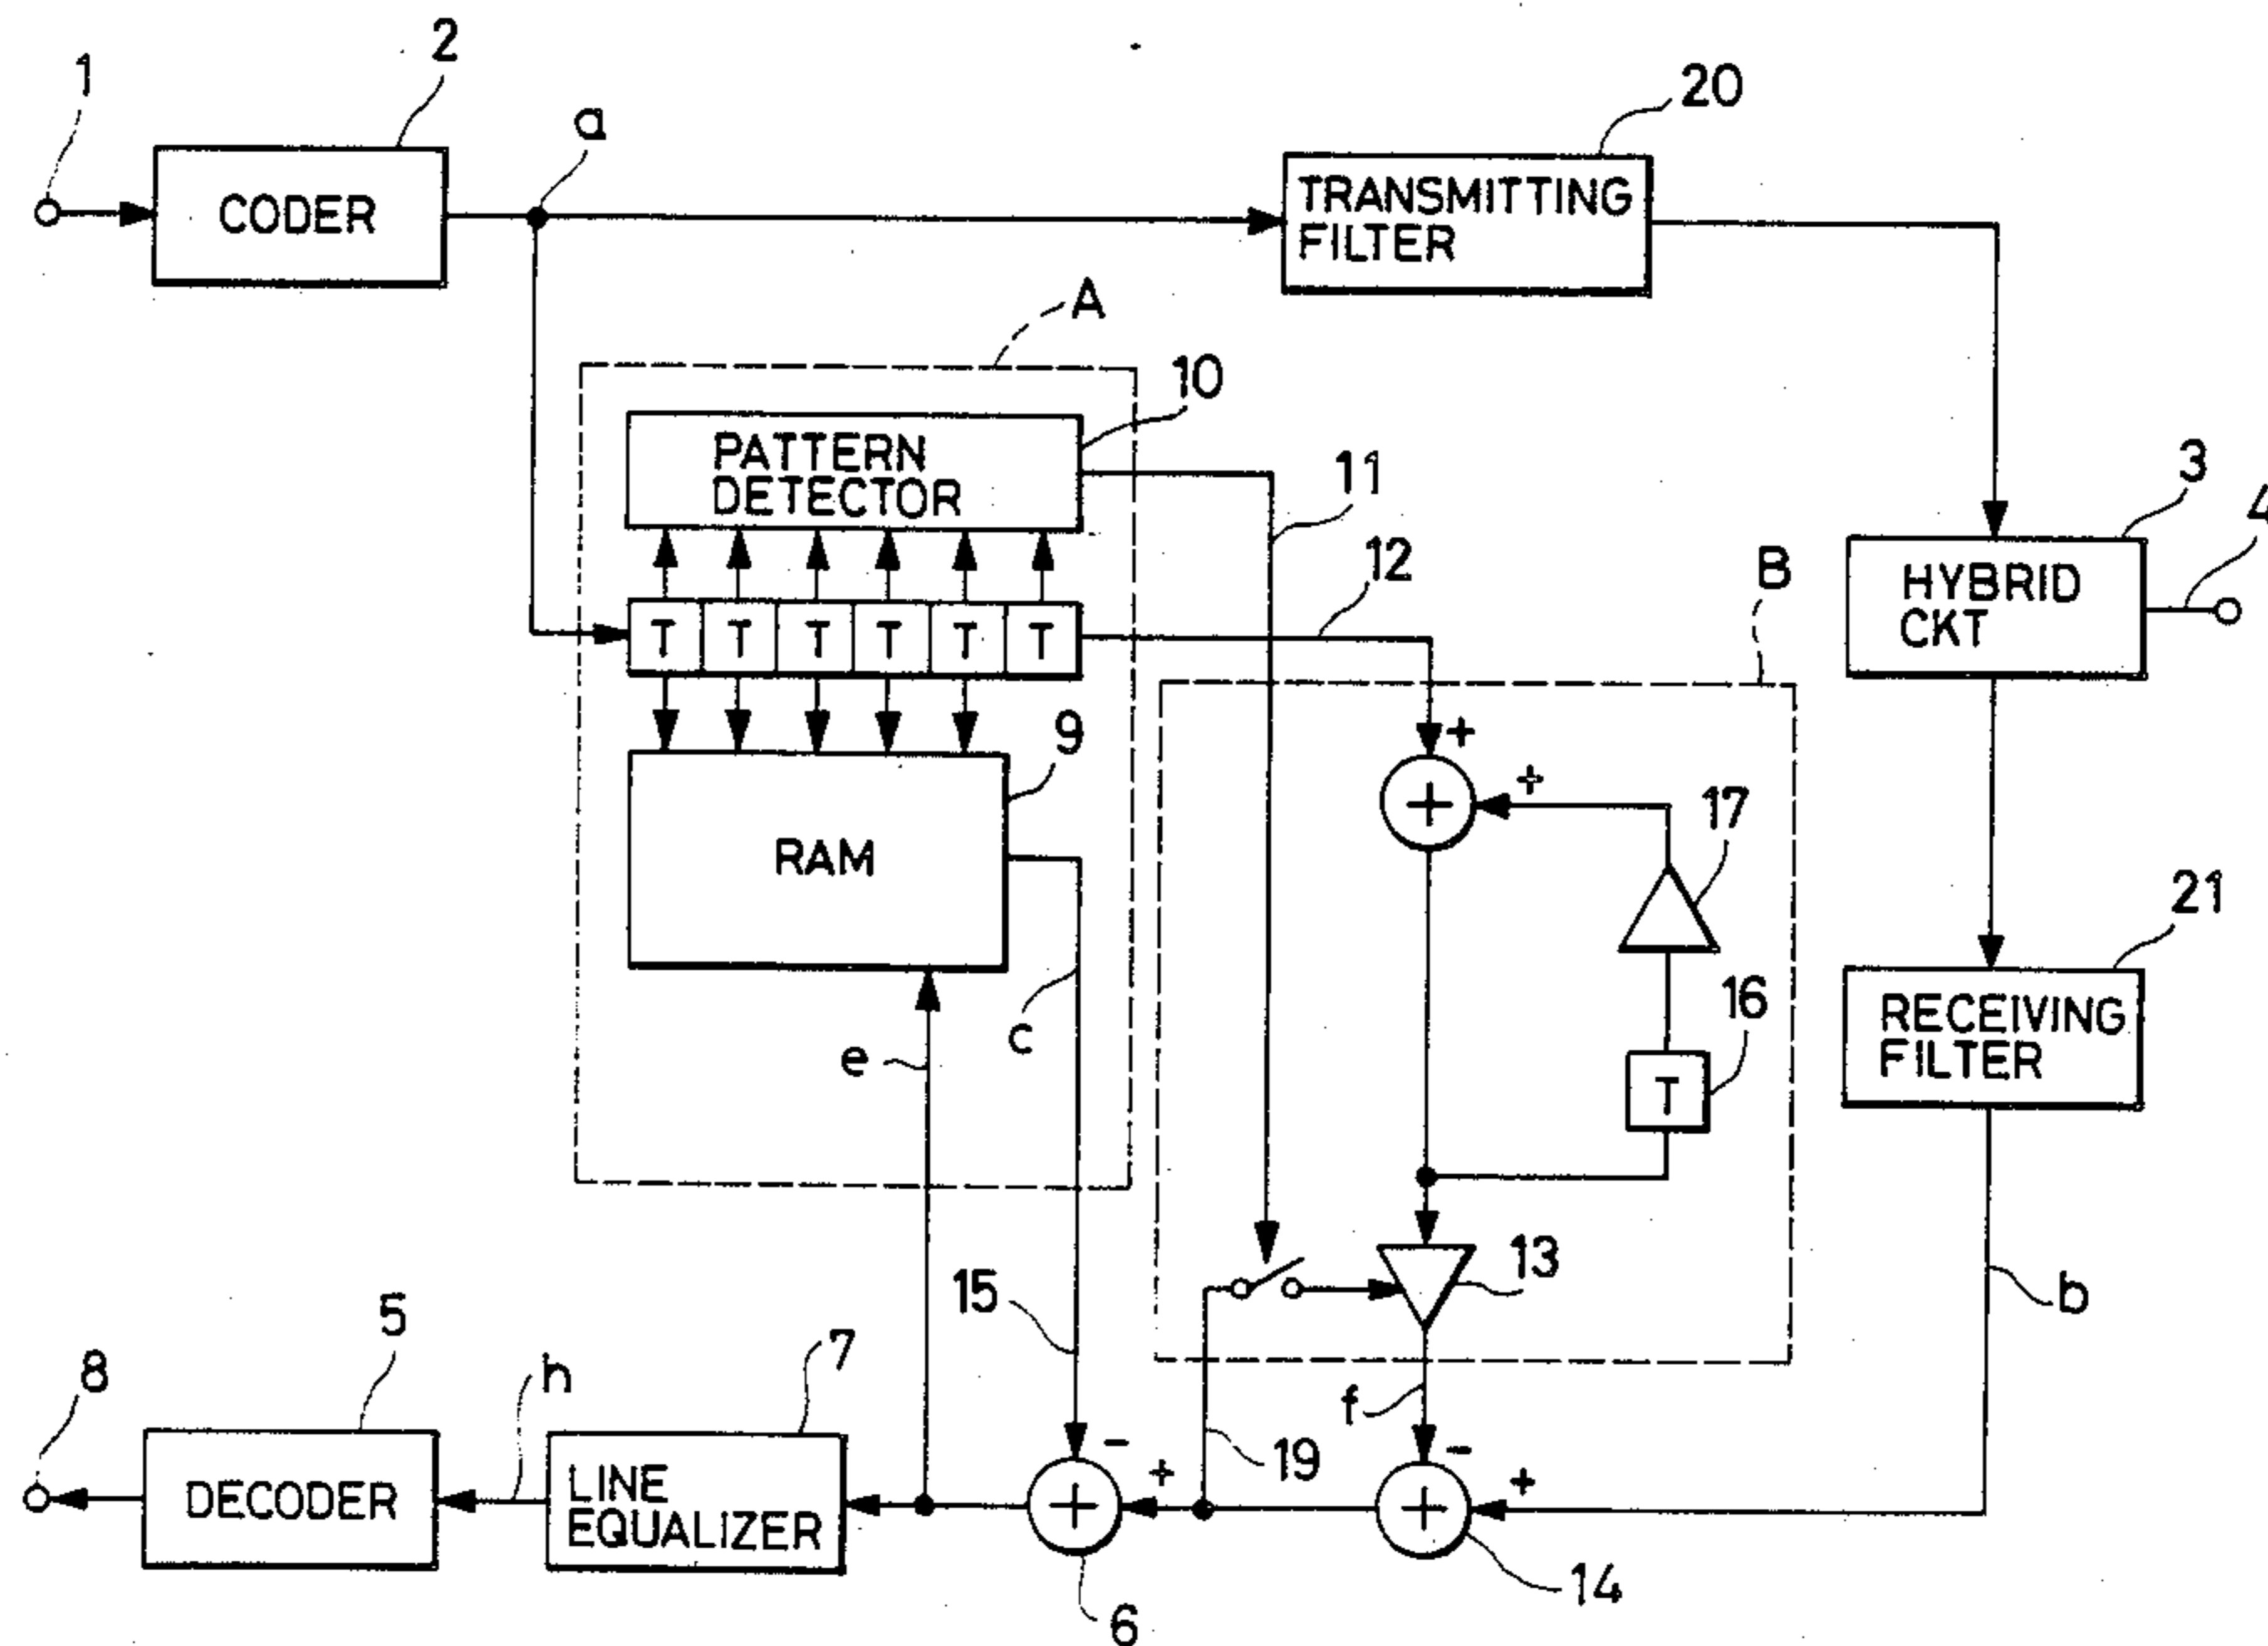 1
2
a
20
CODER
TRANSMITTING
FILTER
A
10
PATTERN
DETECTOR
11
12
3
4
HYBRID
CKT
B
T T T T T T
9
+
+
+
17
RAM
21
RECEIVING
FILTER
16
T
c
e
13
15
b
5
7
8
h
f
-
19
-
+
+
+
+
DECODER
LINE
EQUALIZER
6
14